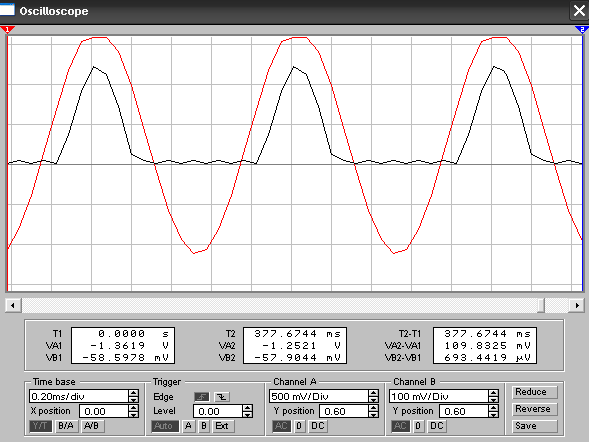 Oscilloscope
1 2
T1 0.0000 s T2 377.6744 ms T2-T1 377.6744 ms
VA1 -1.3619 V VA2 -1.2521 V VA2-VA1 109.8325 mV
VB1 -58.5978 mV VB2 -57.9044 mV VB2-VB1 693.4419 µV
Time base Trigger Channel A Channel B
0.20ms/div Edge 500 mV/Div 100 mV/Div Reduce
X position 0.00 Level 0.00 Y position 0.60 Y position 0.60 Reverse
Y/T B/A A/B Auto A B Ext AC 0 DC AC 0 DC Save